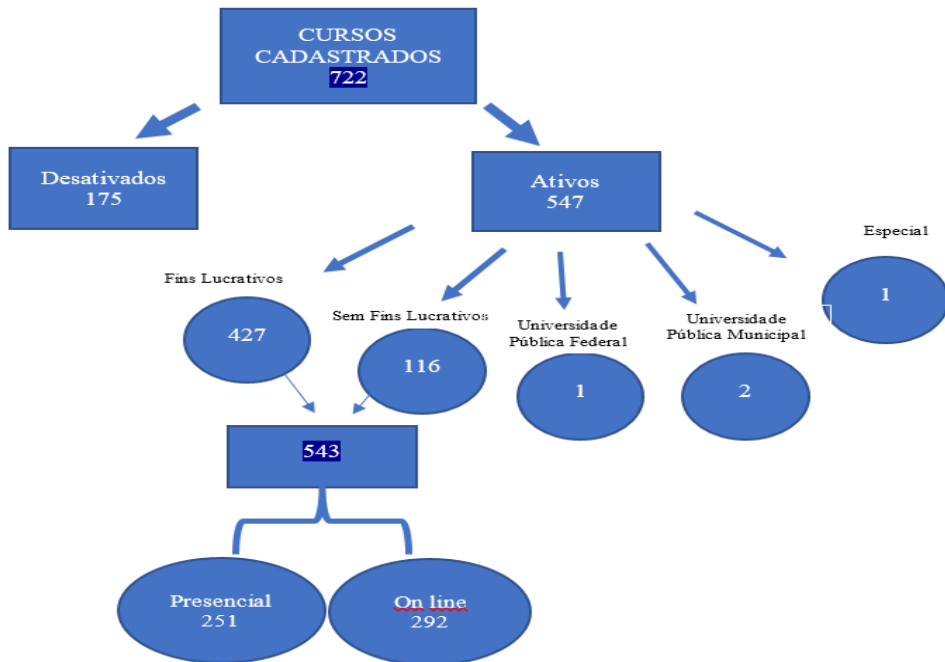 CURSOS
CADASTRADOS
722
Desativados
175
Ativos
547
Especial
1
Fins Lucrativos
427
Sem Fins Lucrativos
116
Universidade
Pública Federal
1
Universidade
Pública Municipal
2
543
Presencial
251
On line
292